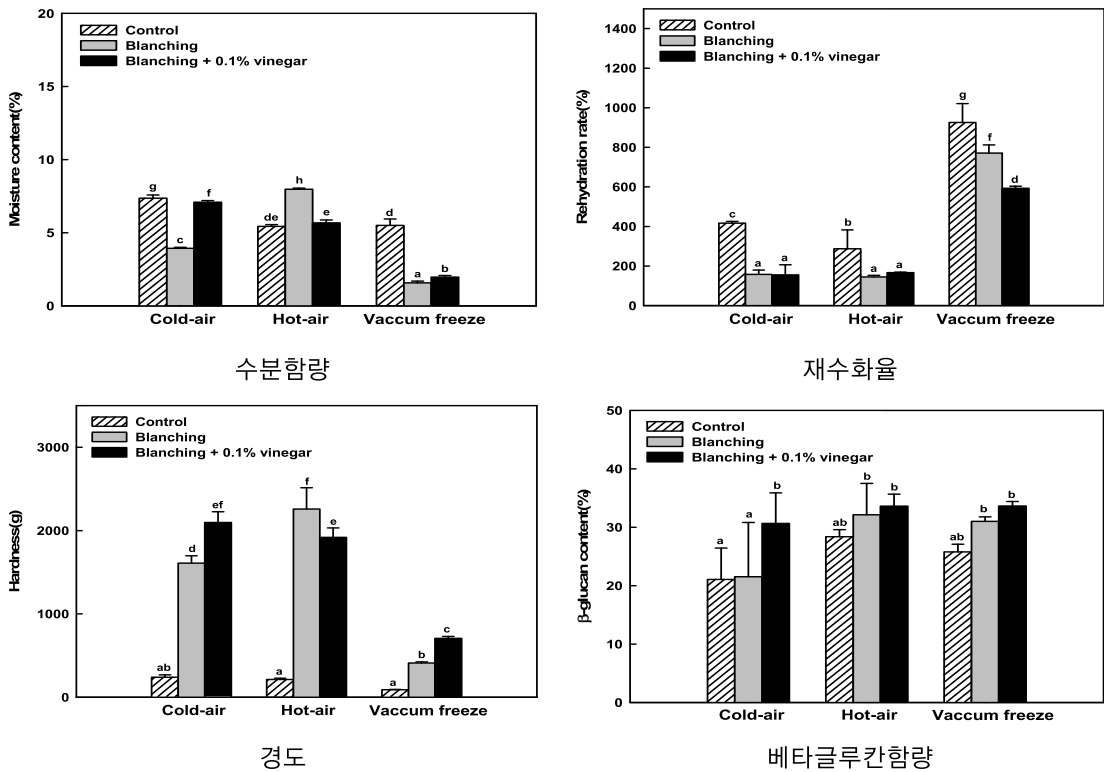 20
15
10
5
0
Moisture content(%)
Control
Blanching
Blanching + 0.1% vinegar
g
c
f
de
h
e
d
a
b
Cold-air
Hot-air
Vaccum freeze
수분함량
1400
1200
1000
800
600
400
200
0
Rehydration rate(%)
Control
Blanching
Blanching + 0.1% vinegar
c
a
a
b
a
a
g
f
d
Cold-air
Hot-air
Vaccum freeze
재수화율
3000
2000
1000
0
Hardness(g)
Control
Blanching
Blanching + 0.1% vinegar
ab
d
ef
a
f
e
a
b
c
Cold-air
Hot-air
Vaccum freeze
경도
50
40
30
20
10
0
β-glucan content(%)
Control
Blanching
Blanching + 0.1% vinegar
a
a
b
ab
b
b
ab
b
b
Cold-air
Hot-air
Vaccum freeze
베타글루칸함량